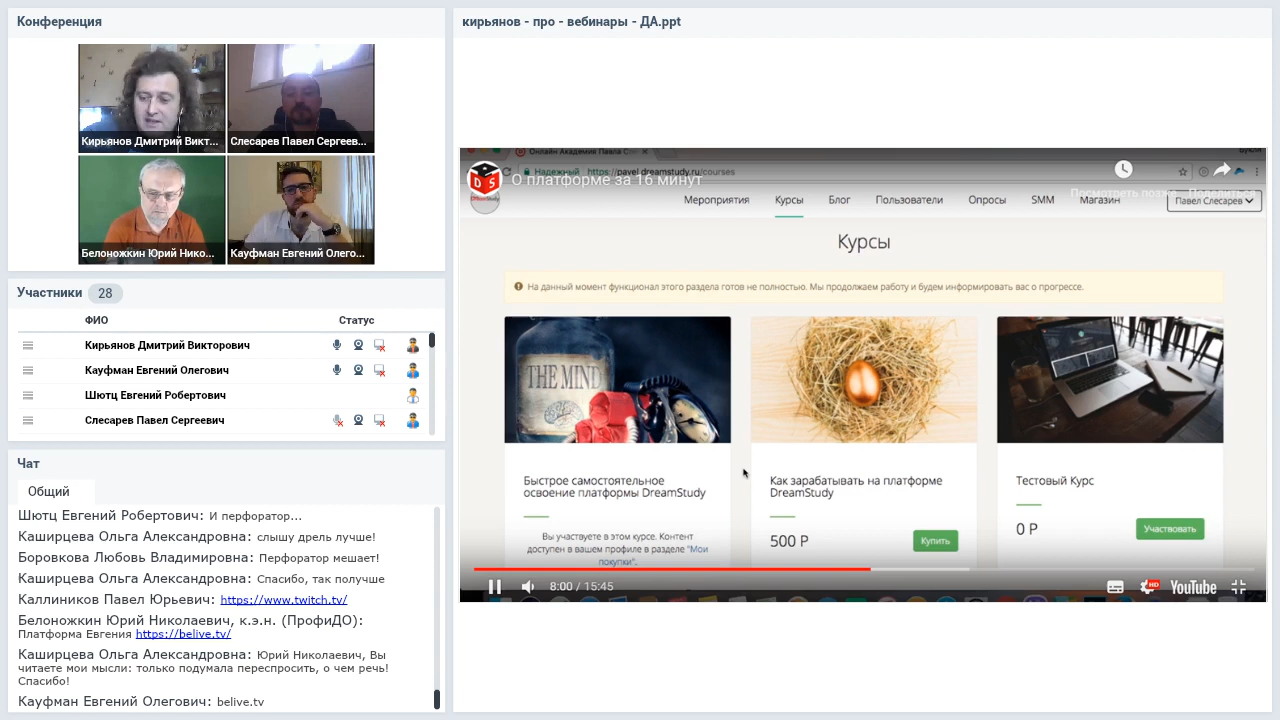 Конференция
Кирьянов Дмитрий Викт...
Слесарев Павел Сергеев...
Белоножкин Юрий Нико...
Кауфман Евгений Олего...
Участники 28
ФИО Статус
Кирьянов Дмитрий Викторович
Кауфман Евгений Олегович
Шютц Евгений Робертович
Слесарев Павел Сергеевич
Чат
Общий
Шютц Евгений Робертович: И перфоратор...
Каширцева Ольга Александровна: слышу дрель лучше!
Боровкова Любовь Владимировна: Перфоратор мешает!
Каширцева Ольга Александровна: Спасибо, так получше
Каллиников Павел Юрьевич: https://www.twitch.tv/
Белоножкин Юрий Николаевич, к.э.н. (ПрофиДО):
Платформа Евгения https://belive.tv/
Каширцева Ольга Александровна: Юрий Николаевич, Вы
читаете мои мысли: только подумала переспросить, о чем речь!
Спасибо!
Кауфман Евгений Олегович: belive.tv
кирьянов - про - вебинары - ДА.ppt
Онлайн Академия Павла
Надежный https://pavel.dreamstudy.ru/courses
О платформе за 16 минут
Посмотреть Поделиться
DS
Мероприятия Курсы Блог Пользователи Опросы SMM Магазин Павел Слесарев
Курсы
На данный момент функционал этого раздела готов не полностью. Мы продолжаем работу и будем информировать вас о прогрессе.
THE MIND
Быстрое самостоятельное
освоение платформы DreamStudy
Вы участвуете в этом курсе. Контент
доступен в вашем профиле в разделе "Мои
покупки".
Как зарабатывать на платформе
DreamStudy
500 Р Купить
Тестовый Курс
0 Р Участвовать
8:00 / 15:45 HD YouTube